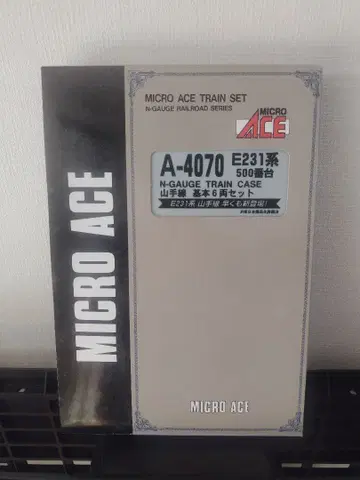 MICRO ACE
MICRO ACE TRAIN SET
N-GAUGE RAILROAD SERIES
MICRO
ACE
A-4070 E231系
500番台
N-GAUGE TRAIN CASE
山手線 基本6両セット
E231系 山手線 早くも新登場!
MICRO ACE